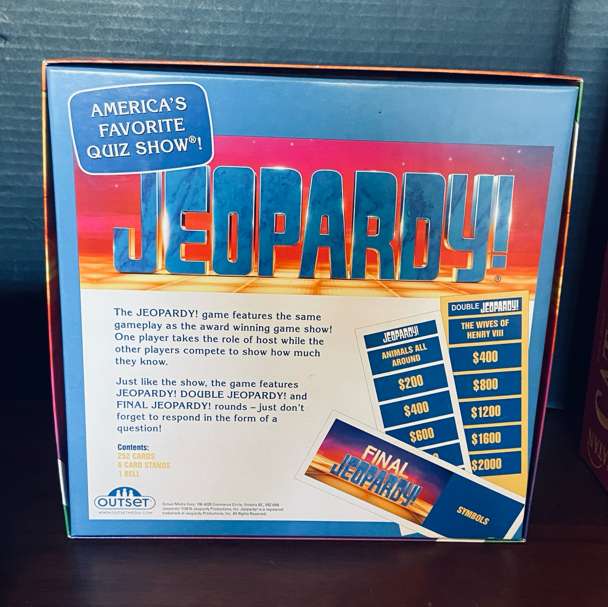 AMERICA'S
FAVORITE
QUIZ SHOW®!
JEOPARDY!®
The JEOPARDY! game features the same
gameplay as the award winning game show!
One player takes the role of host while the
other players compete to show how much
they know.
Just like the show, the game features
JEOPARDY! DOUBLE JEOPARDY! and
FINAL JEOPARDY! rounds – just don't
forget to respond in the form of a
question!
Contents:
252 CARDS
6 CARD STANDS
1 BELL
JEOPARDY!
ANIMALS ALL
AROUND
$200
$400
$600
DOUBLE JEOPARDY!
THE WIVES OF
HENRY VIII
$400
$800
$1200
$1600
$2000
FINAL
JEOPARDY!
SYMBOLS
OUTSET
WWW.OUTSETMEDIA.COM